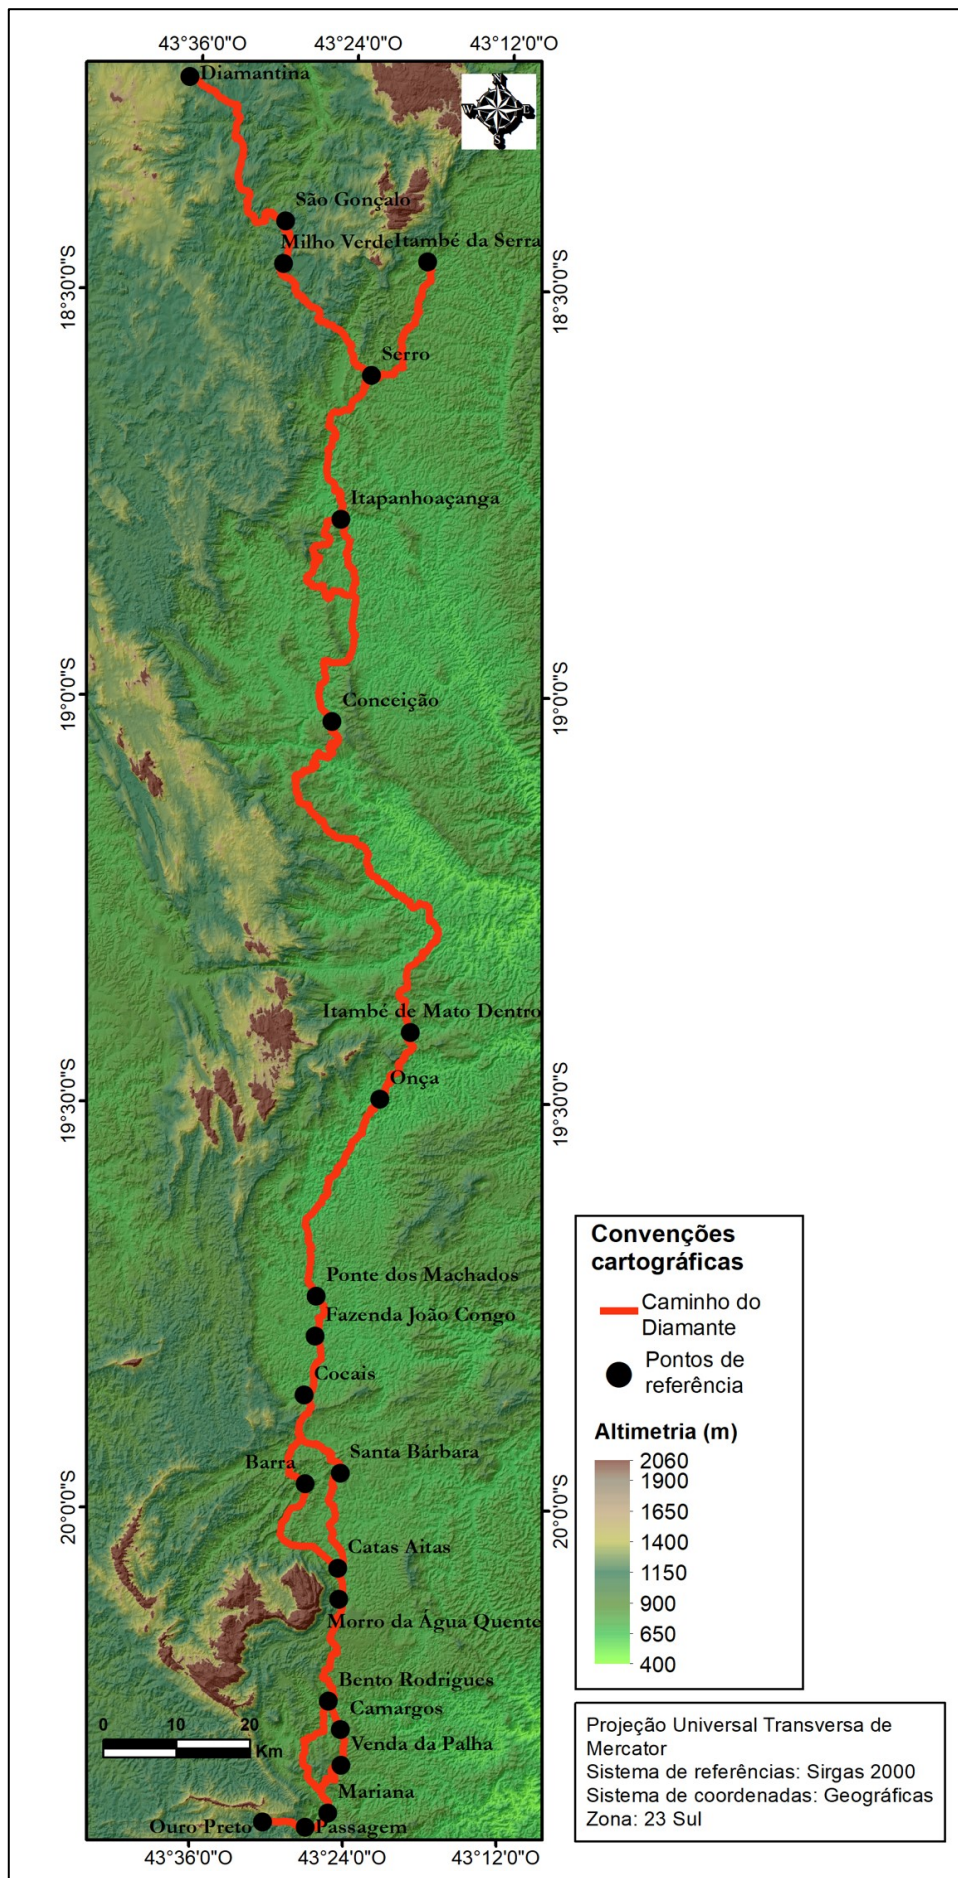 43°36'0"O 43°24'0"O 43°12'0"O
Diamantina
N
W E
S
São Gonçalo
Milho Verde Itambé da Serra
18°30'0"S 18°30'0"S
Serro
Itapanhoaçanga
19°0'0"S 19°0'0"S
Conceição
Itambé de Mato Dentro
Onça
19°30'0"S 19°30'0"S
Ponte dos Machados
Fazenda João Congo
Cocais
Barra Santa Bárbara
20°0'0"S 20°0'0"S
Catas Aitas
Morro da Água Quente
Bento Rodrigues
Camargos
Venda da Palha
Mariana
Ouro Preto Passagem
0 10 20
Km
43°36'0"O 43°24'0"O 43°12'0"O
Convenções
cartográficas
Caminho do
Diamante
Pontos de
referência
Altimetria (m)
2060
1900
1650
1400
1150
900
650
400
Projeção Universal Transversa de
Mercator
Sistema de referências: Sirgas 2000
Sistema de coordenadas: Geográficas
Zona: 23 Sul